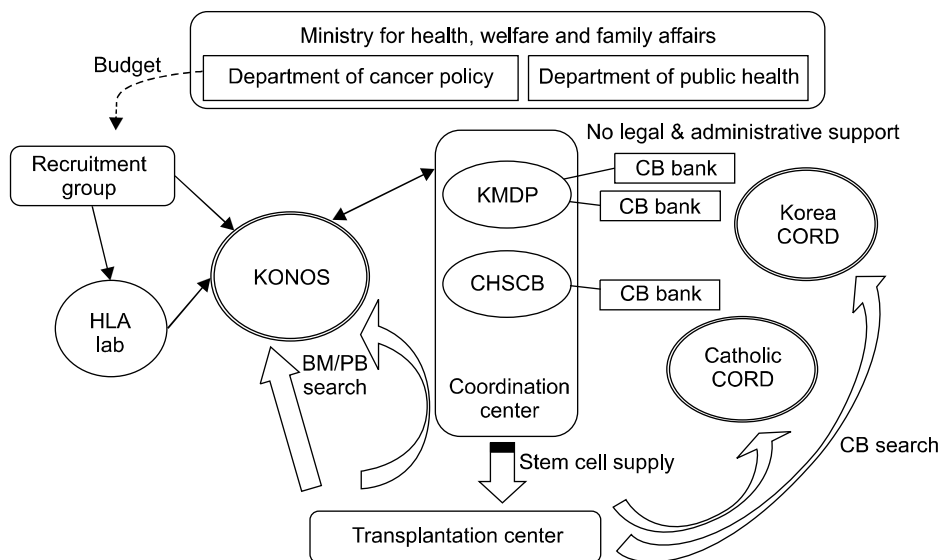 Ministry for health, welfare and family affairs
Department of cancer policy
Department of public health
Budget
No legal & administrative support
Recruitment
group
KMDP
CB bank
CB bank
Korea
CORD
KONOS
CHSCB
CB bank
HLA
lab
BM/PB
search
Catholic
CORD
Coordination
center
CB search
Stem cell supply
Transplantation center